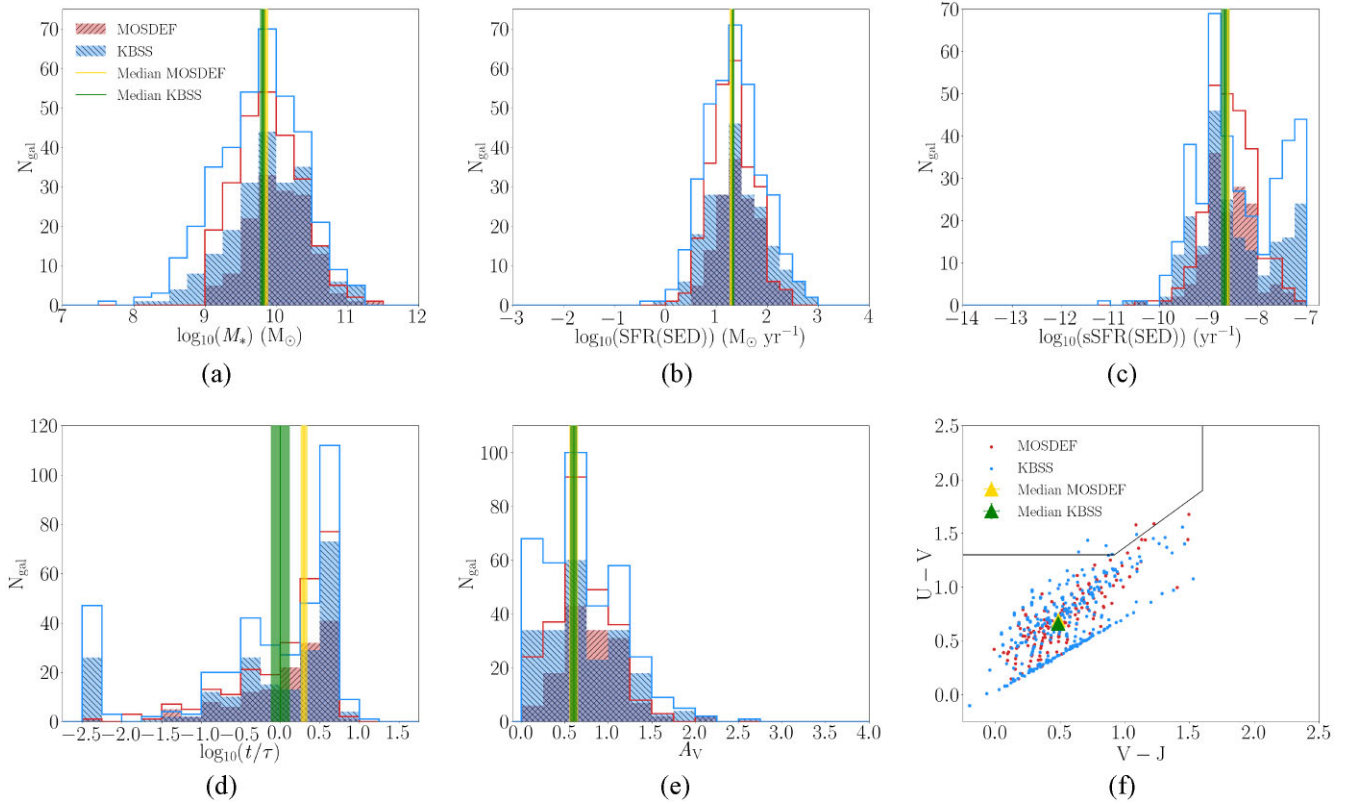 70
60
50
40
30
20
10
0
N_gal
MOSDEF
KBSS
Median MOSDEF
Median KBSS
7 8 9 10 11 12
log₁₀(M_*) (M_⊙)
(a)
70
60
50
40
30
20
10
0
N_gal
−3 −2 −1 0 1 2 3 4
log₁₀(SFR(SED)) (M_⊙ yr⁻¹)
(b)
70
60
50
40
30
20
10
0
N_gal
−14 −13 −12 −11 −10 −9 −8 −7
log₁₀(sSFR(SED)) (yr⁻¹)
(c)
120
100
80
60
40
20
0
N_gal
−2.5 −2.0 −1.5 −1.0 −0.5 0.0 0.5 1.0 1.5
log₁₀(t/τ)
(d)
100
80
60
40
20
0
N_gal
0.0 0.5 1.0 1.5 2.0 2.5 3.0 3.5 4.0
A_V
(e)
2.5
2.0
1.5
1.0
0.5
0.0
U − V
MOSDEF
KBSS
Median MOSDEF
Median KBSS
0.0 0.5 1.0 1.5 2.0 2.5
V − J
(f)